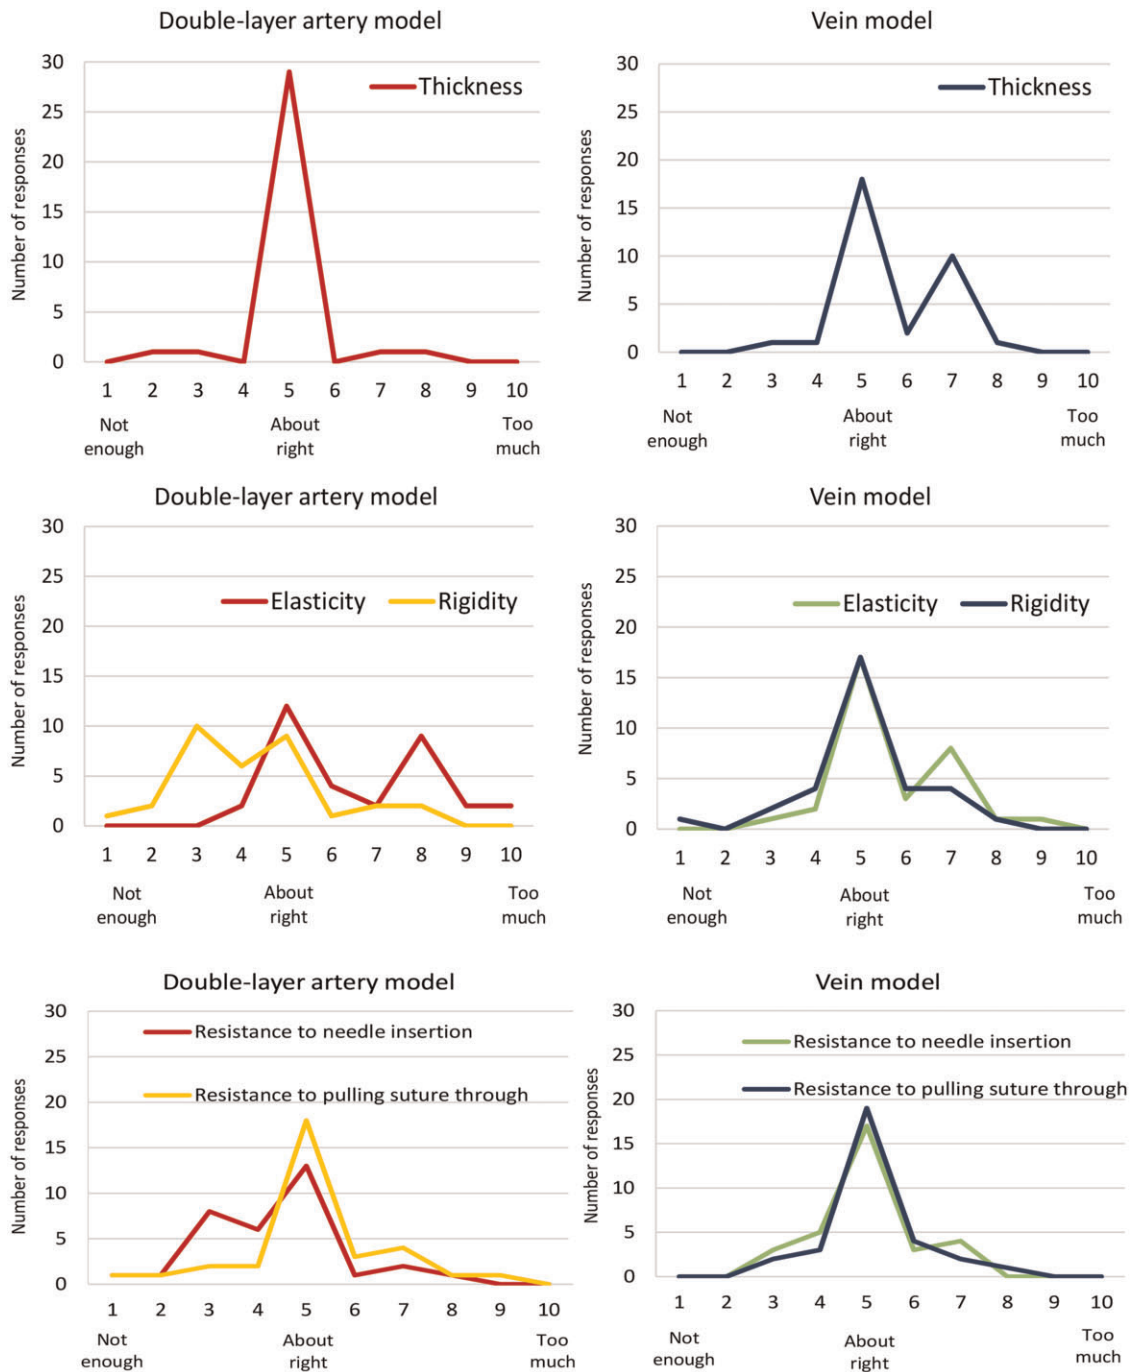 Double-layer artery model
Number of responses
30
25
20
15
10
5
0
Thickness
1 2 3 4 5 6 7 8 9 10
Not enough
About right
Too much
Vein model
Number of responses
30
25
20
15
10
5
0
Thickness
1 2 3 4 5 6 7 8 9 10
Not enough
About right
Too much
Double-layer artery model
Number of responses
30
25
20
15
10
5
0
Elasticity Rigidity
1 2 3 4 5 6 7 8 9 10
Not enough
About right
Too much
Vein model
Number of responses
30
25
20
15
10
5
0
Elasticity Rigidity
1 2 3 4 5 6 7 8 9 10
Not enough
About right
Too much
Double-layer artery model
Number of responses
30
25
20
15
10
5
0
Resistance to needle insertion
Resistance to pulling suture through
1 2 3 4 5 6 7 8 9 10
Not enough
About right
Too much
Vein model
Number of responses
30
25
20
15
10
5
0
Resistance to needle insertion
Resistance to pulling suture through
1 2 3 4 5 6 7 8 9 10
Not enough
About right
Too much